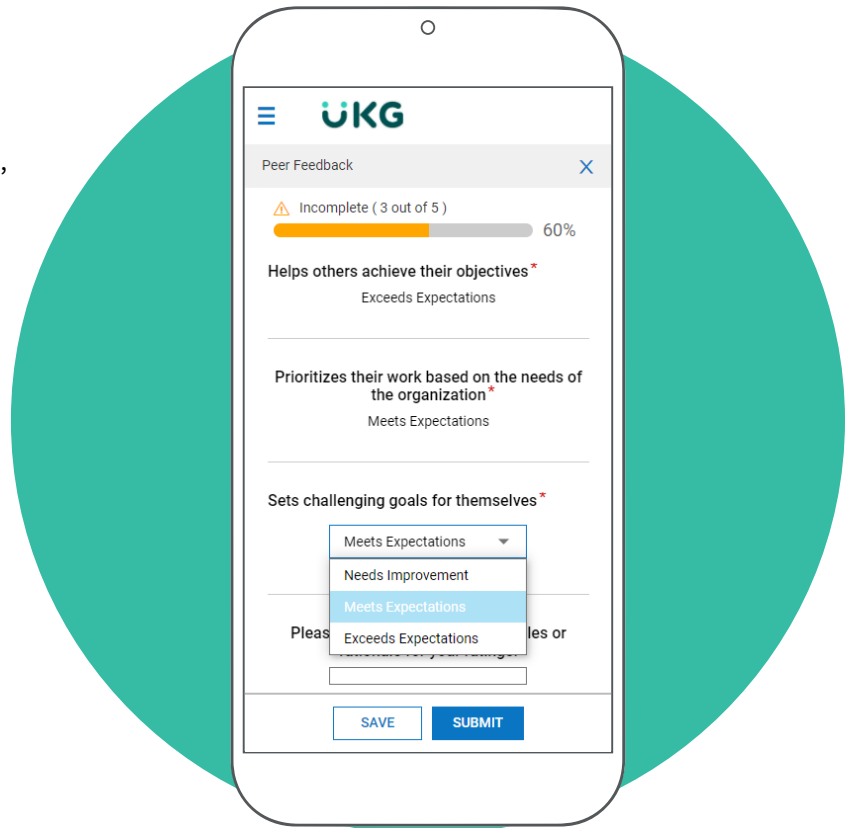 ,
ÜKG
Peer Feedback X
Incomplete ( 3 out of 5 )
60%
Helps others achieve their objectives*
Exceeds Expectations
Prioritizes their work based on the needs of
the organization*
Meets Expectations
Sets challenging goals for themselves*
Meets Expectations
Needs Improvement
Meets Expectations
Exceeds Expectations
SAVE SUBMIT